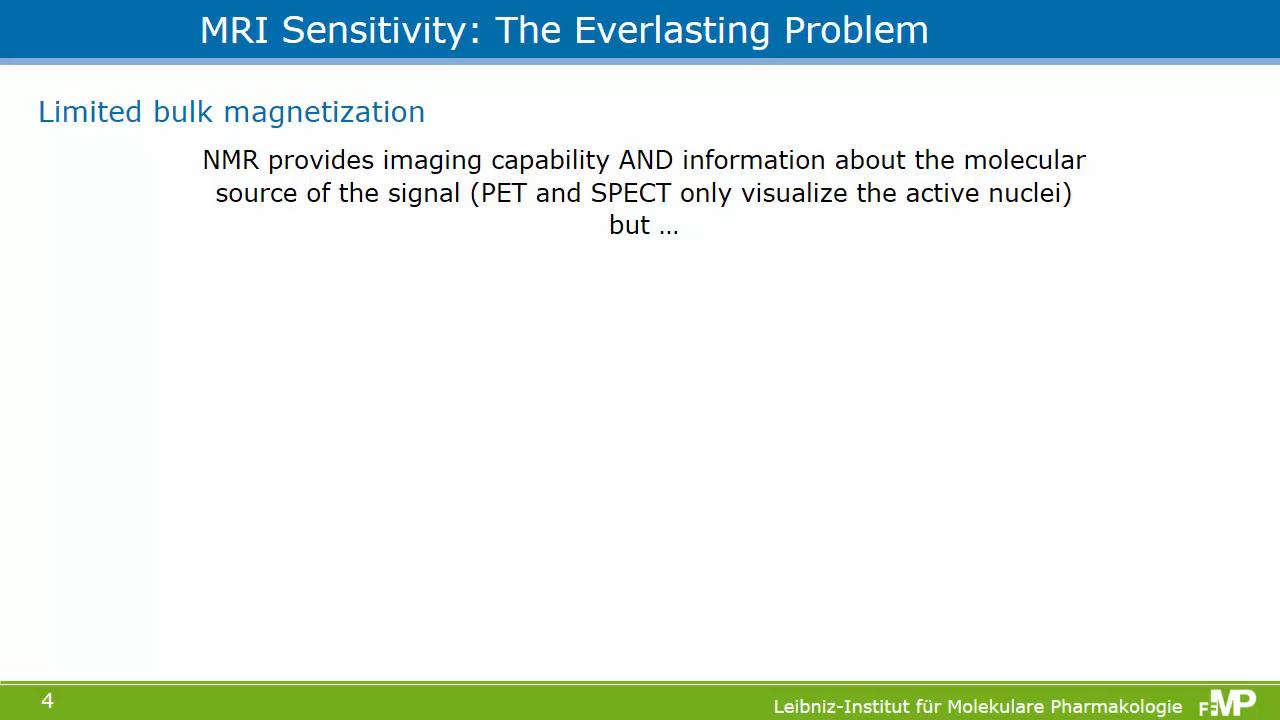 MRI Sensitivity: The Everlasting Problem
Limited bulk magnetization
NMR provides imaging capability AND information about the molecular
source of the signal (PET and SPECT only visualize the active nuclei)
but …
4
Leibniz-Institut für Molekulare Pharmakologie
FMP